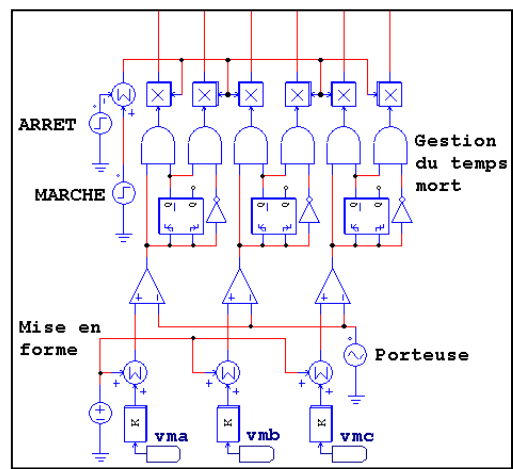 ARRET
MARCHE
Gestion
du temps
mort
Mise en
forme
Porteuse
K
vma
K
vmb
K
vmc